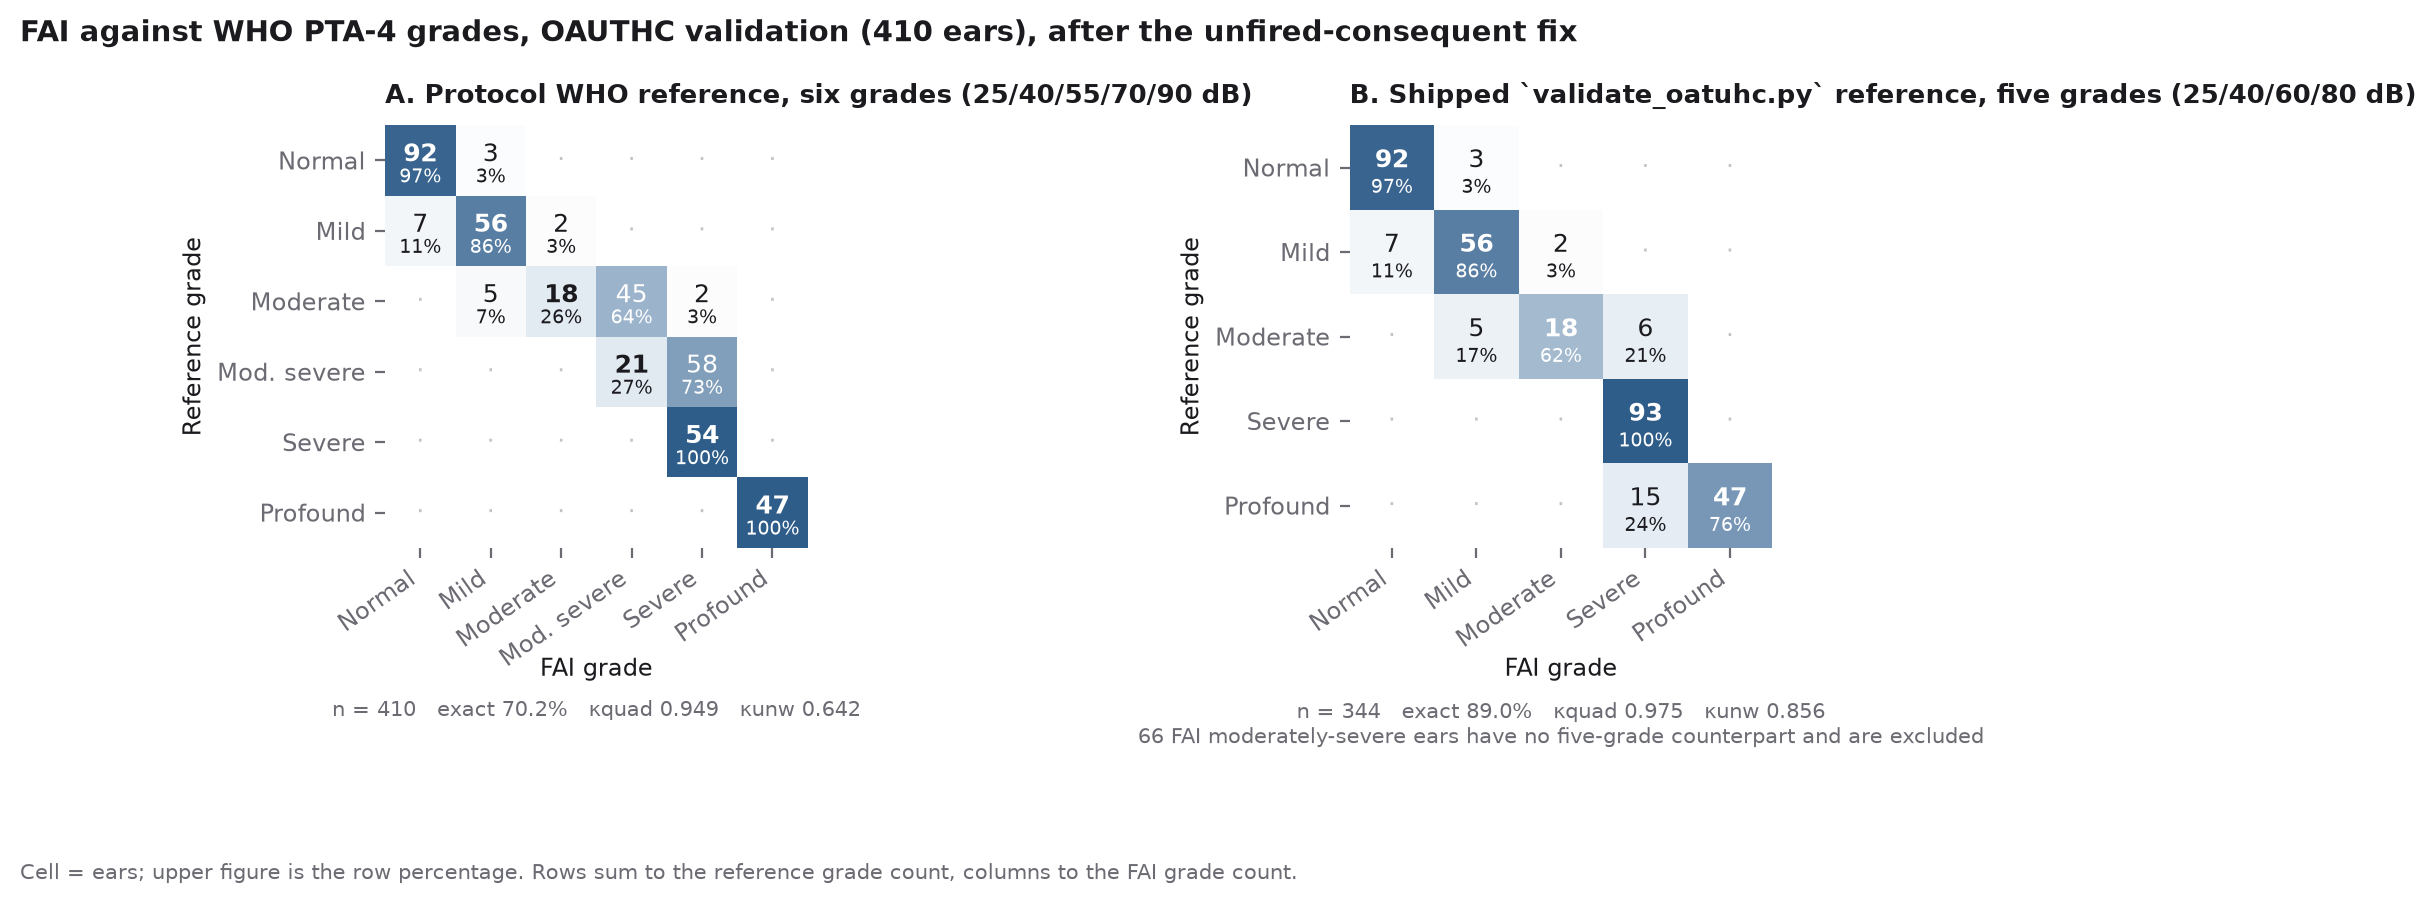 FAI against WHO PTA-4 grades, OAUTHC validation (410 ears), after the unfired-consequent fix
A. Protocol WHO reference, six grades (25/40/55/70/90 dB)
Reference grade
Normal 92 3 · · · ·
97% 3%
Mild 7 56 2 · · ·
11% 86% 3%
Moderate · 5 18 45 2 ·
7% 26% 64% 3%
Mod. severe · · · 21 58 ·
27% 73%
Severe · · · · 54 ·
100%
Profound · · · · · 47
100%
Normal Mild Moderate Mod. severe Severe Profound
FAI grade
n = 410 exact 70.2% κquad 0.949 κunw 0.642
B. Shipped `validate_oatuhc.py` reference, five grades (25/40/60/80 dB)
Reference grade
Normal 92 3 · · ·
97% 3%
Mild 7 56 2 · ·
11% 86% 3%
Moderate · 5 18 6 ·
17% 62% 21%
Severe · · · 93 ·
100%
Profound · · · 15 47
24% 76%
Normal Mild Moderate Severe Profound
FAI grade
n = 344 exact 89.0% κquad 0.975 κunw 0.856
66 FAI moderately-severe ears have no five-grade counterpart and are excluded
Cell = ears; upper figure is the row percentage. Rows sum to the reference grade count, columns to the FAI grade count.